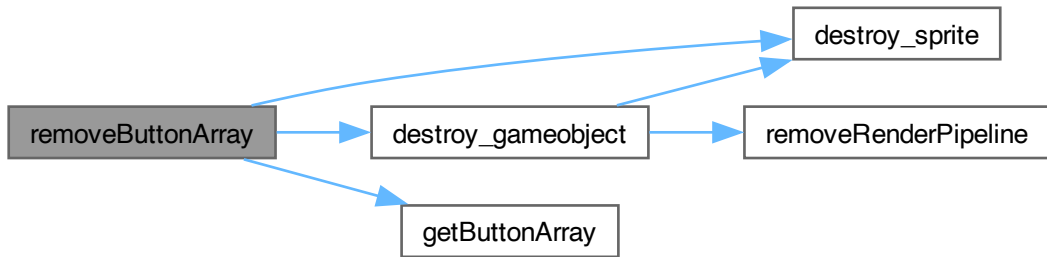 destroy_sprite
removeButtonArray
destroy_gameobject
removeRenderPipeline
getButtonArray